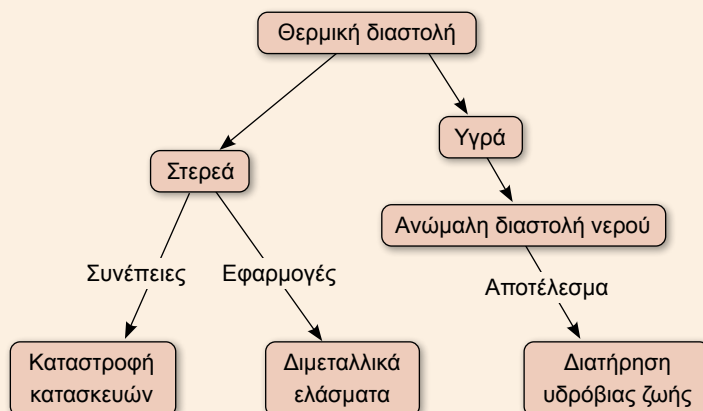 Θερμική διαστολή
Υγρά
Στερεά
Ανώμαλη διαστολή νερού
Συνέπειες
Εφαρμογές
Αποτέλεσμα
Καταστροφή
κατασκευών
Διμεταλλικά
ελάσματα
Διατήρηση
υδρόβιας ζωής